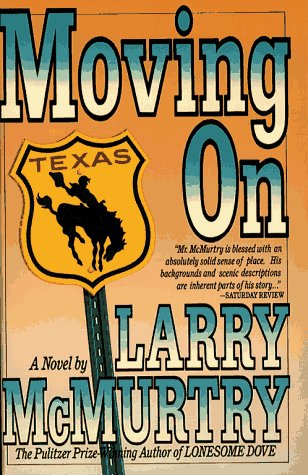 Moving
On
TEXAS
"Mr. McMurtry is blessed with an
absolutely solid sense of place. His
backgrounds and scenic descriptions
are inherent parts of his story..."
—SATURDAY REVIEW
A Novel by
LARRY
McMURTRY
The Pulitzer Prize-Winning Author of LONESOME DOVE